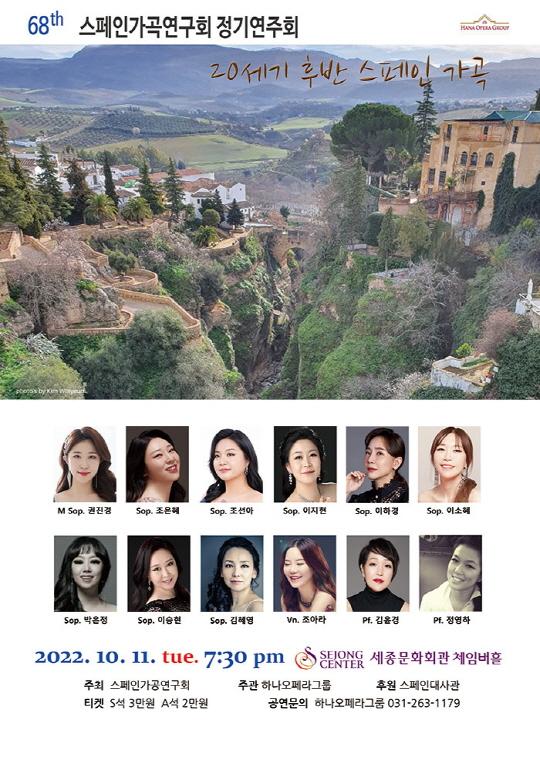 68th 스페인가곡연구회 정기연주회
HANA OPERA GROUP
20세기 후반 스페인 가곡
M Sop. 권진경 Sop. 조은혜 Sop. 조선아 Sop. 이지현 Sop. 이하경 Sop. 이소혜
Sop. 박윤정 Sop. 이승현 Sop. 김혜영 Vn. 조아라 Pf. 김윤경 Pf. 정영하
2022. 10. 11. tue. 7:30 pm SEJONG CENTER 세종문화회관 체임버홀
주최 스페인가공연구회 주관 하나오페라그룹 후원 스페인대사관
티켓 S석 3만원 A석 2만원 공연문의 하나오페라그룹 031-263-1179